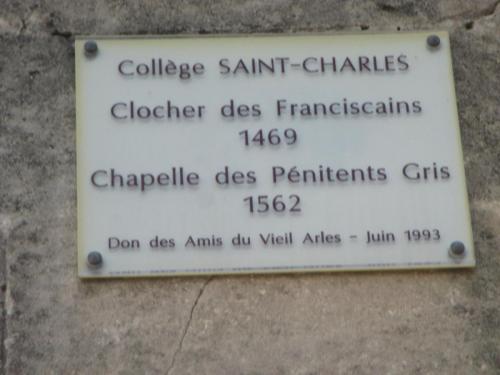 Collège SAINT-CHARLES
Clocher des Franciscains
1469
Chapelle des Pénitents Gris
1562
Don des Amis du Vieil Arles - Juin 1993